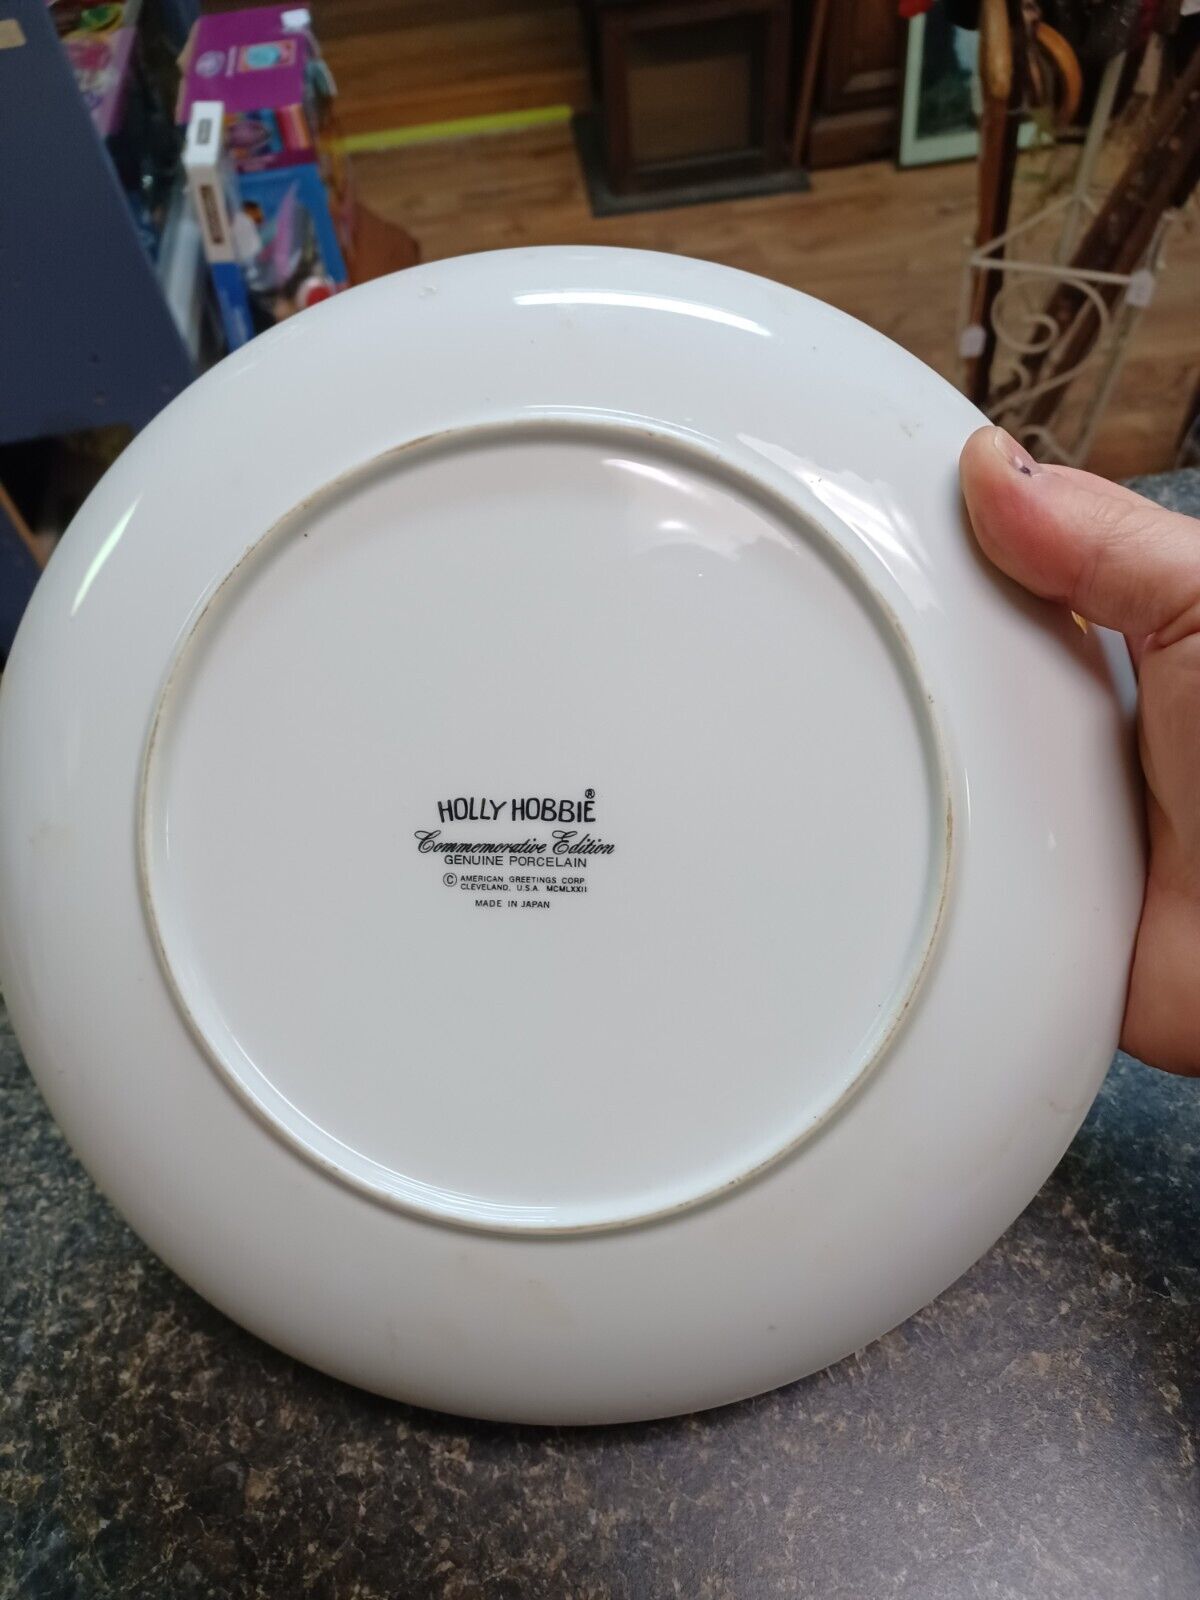 HOLLY HOBBIE®
Commemorative Edition
GENUINE PORCELAIN
© AMERICAN GREETINGS CORP
CLEVELAND, U.S.A. MCMLXXII
MADE IN JAPAN